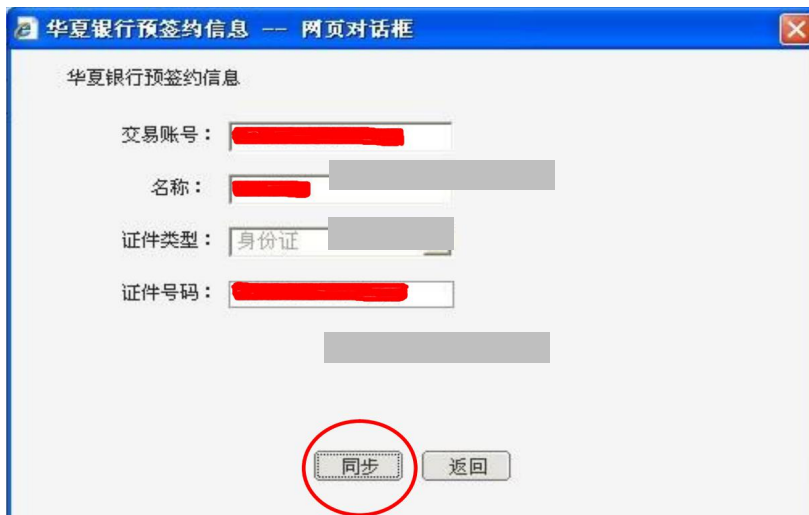 华夏银行预签约信息 -- 网页对话框
华夏银行预签约信息
交易账号：
名称：
证件类型： 身份证
证件号码：
同步 返回